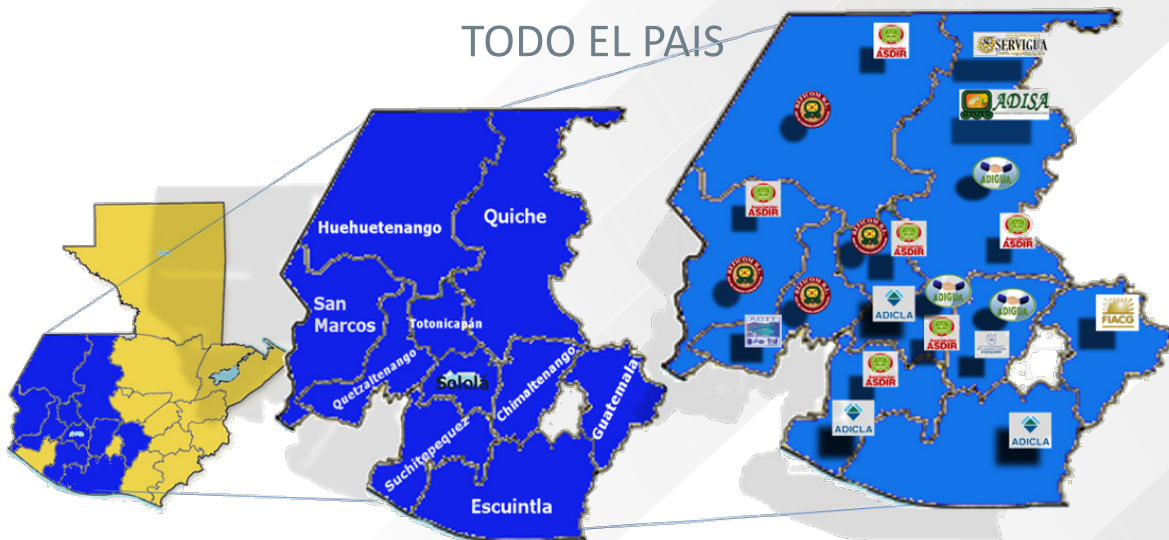 TODO EL PAIS
Huehuetenango
Quiche
San
Marcos
Totonicapán
Quetzaltenango
Sololá
Chimaltenango
Guatemala
Suchitepequez
Escuintla
ASDIR
SERVIGUA
ADISA
ADIGUA
ASDIR
ASDIR
ASDIR
ADIGUA
ADIGUA
ADICLA
FIACG
ASDIR
ASDIR
ADICLA
ADICLA